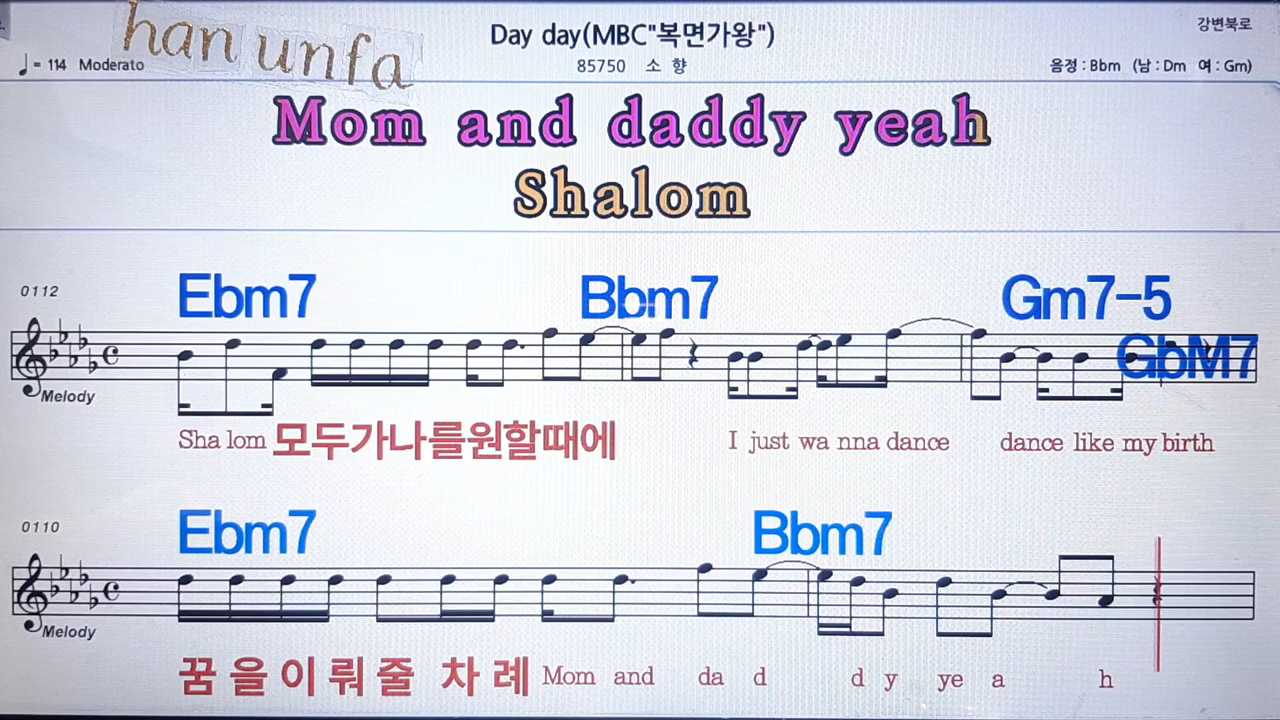 han unfa
Day day(MBC"복면가왕")
강변북로
♩= 114 Moderato
85750 소 향
음정 : Bbm (남 : Dm 여 : Gm)
Mom and daddy yeah
Shalom
0112
Ebm7 Bbm7 Gm7-5
GbM7
Melody
Sha lom 모두가나를원할때에 I just wa nna dance dance like my birth
0110
Ebm7 Bbm7
Melody
꿈 을 이 뤄 줄 차 례 Mom and da d d y ye a h